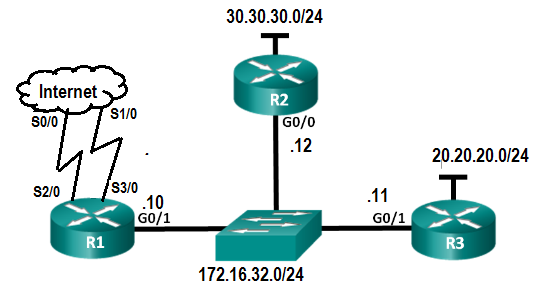 30.30.30.0/24
Internet
S0/0
S1/0
R2
G0/0
.12
20.20.20.0/24
S2/0
S3/0
.10
G0/1
R1
.11
G0/1
R3
172.16.32.0/24